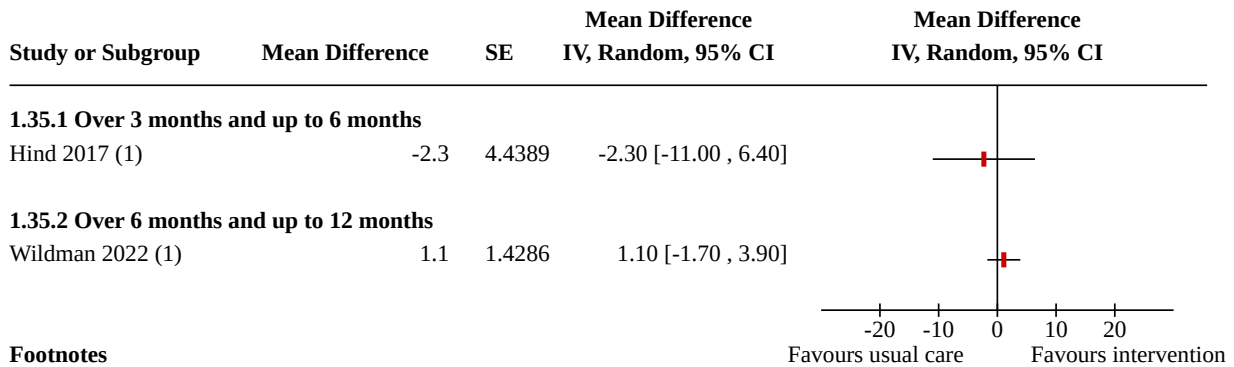 Mean Difference Mean Difference
Study or Subgroup Mean Difference SE IV, Random, 95% CI IV, Random, 95% CI
1.35.1 Over 3 months and up to 6 months
Hind 2017 (1) -2.3 4.4389 -2.30 [-11.00 , 6.40]
1.35.2 Over 6 months and up to 12 months
Wildman 2022 (1) 1.1 1.4286 1.10 [-1.70 , 3.90]
-20 -10 0 10 20
Footnotes Favours usual care Favours intervention